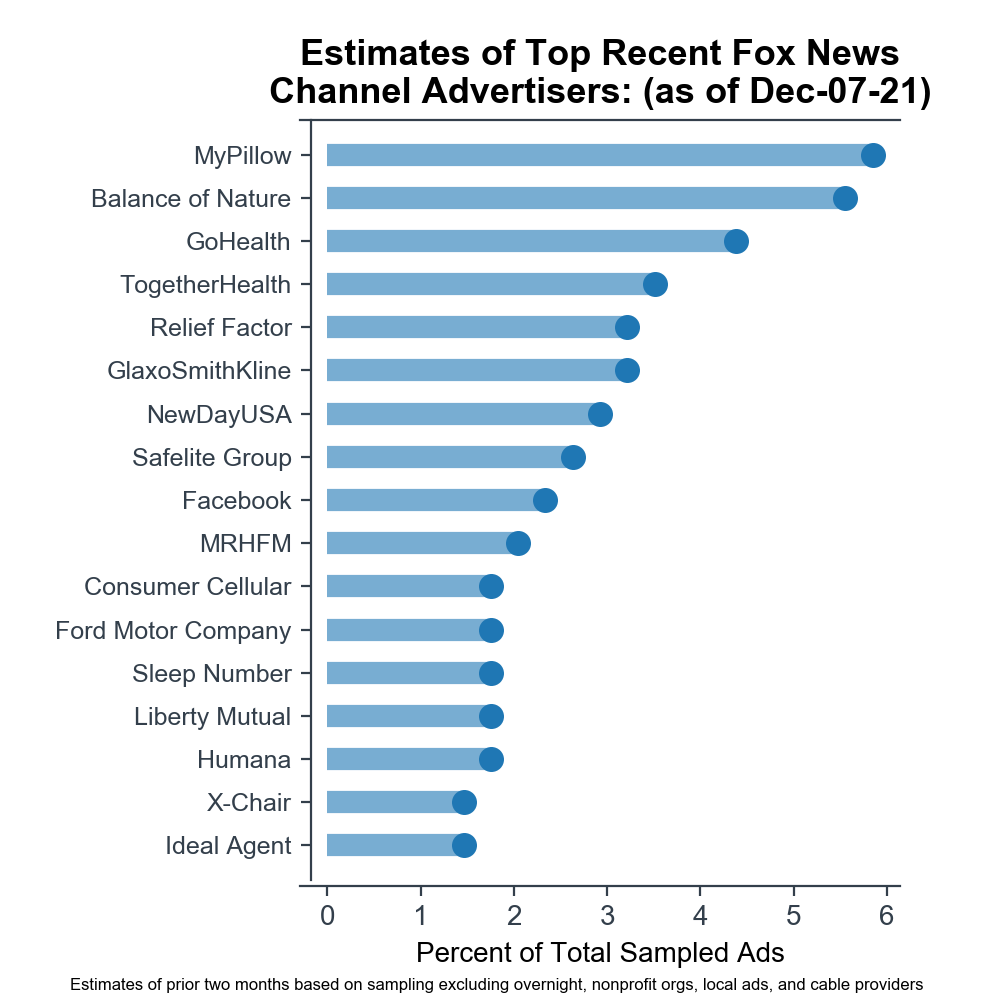 Estimates of Top Recent Fox News
Channel Advertisers: (as of Dec-07-21)
MyPillow
Balance of Nature
GoHealth
TogetherHealth
Relief Factor
GlaxoSmithKline
NewDayUSA
Safelite Group
Facebook
MRHFM
Consumer Cellular
Ford Motor Company
Sleep Number
Liberty Mutual
Humana
X-Chair
Ideal Agent
0 1 2 3 4 5 6
Percent of Total Sampled Ads
Estimates of prior two months based on sampling excluding overnight, nonprofit orgs, local ads, and cable providers